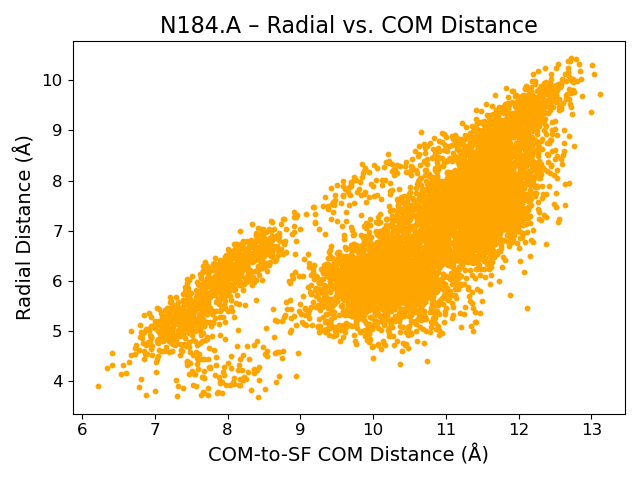 N184.A – Radial vs. COM Distance
Radial Distance (Å)
10
9
8
7
6
5
4
6 7 8 9 10 11 12 13
COM-to-SF COM Distance (Å)